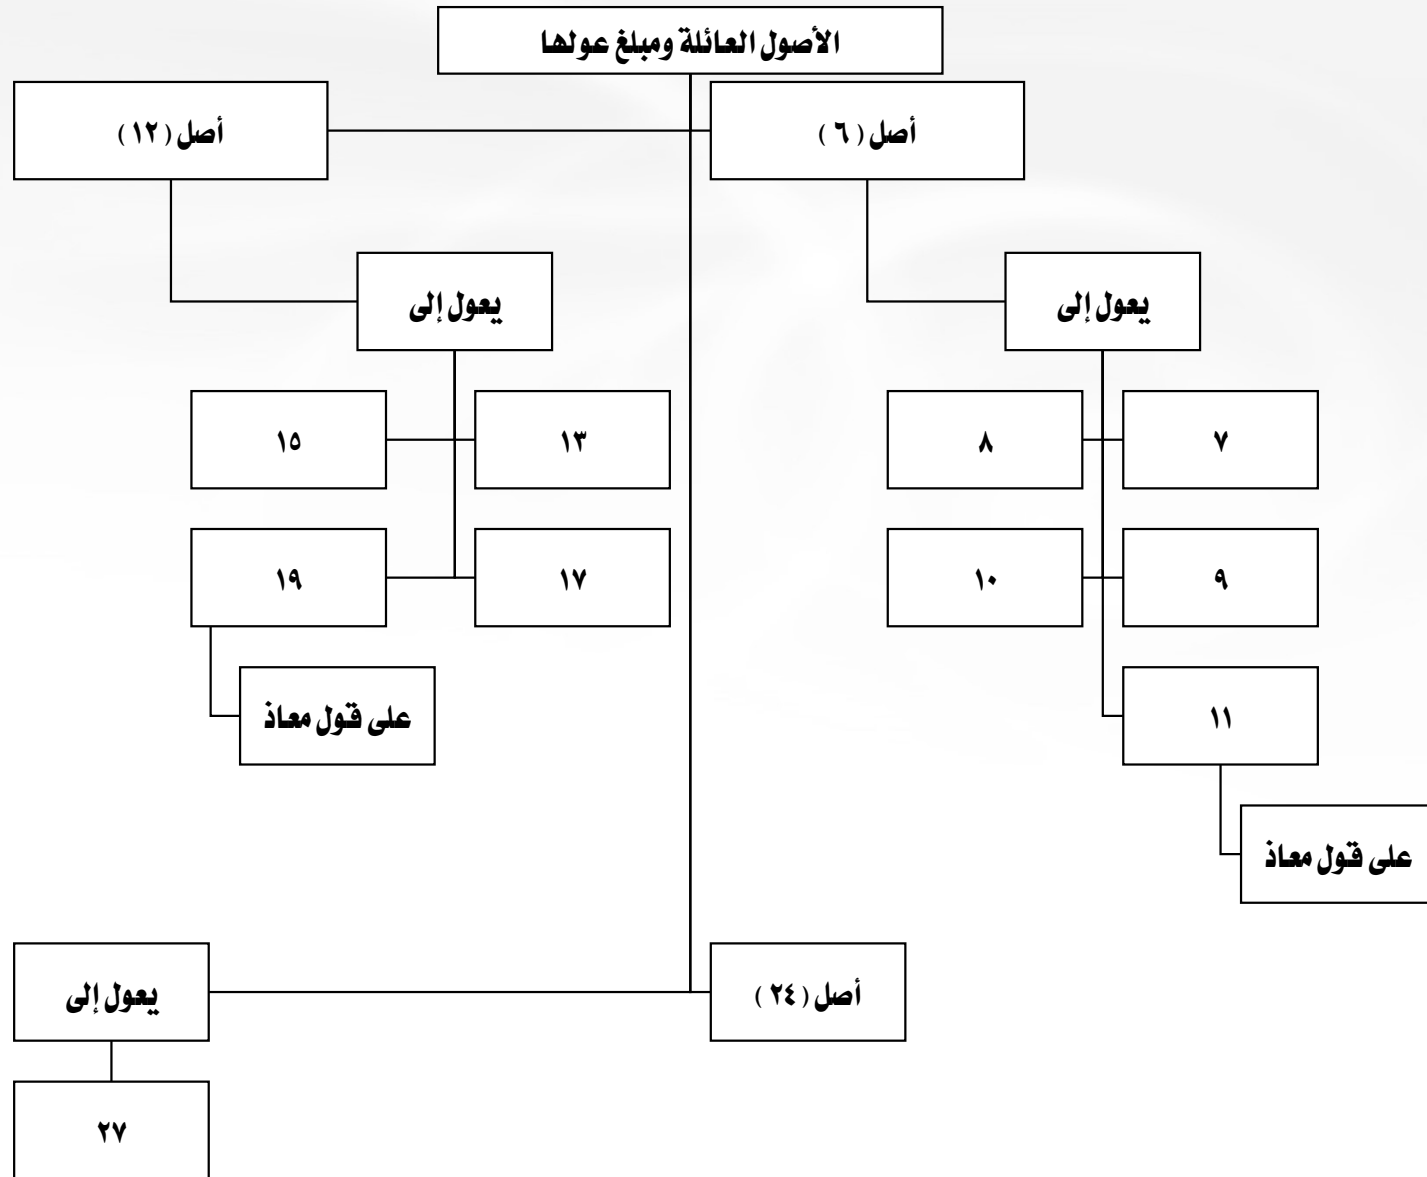 الأصول العائلة ومبلغ عولها
أصل ( ٦ )
أصل ( ١٢ )
يعول إلى
يعول إلى
٧
٨
١٣
١٥
٩
١٠
١٧
١٩
١١
على قول معاذ
على قول معاذ
أصل ( ٢٤ )
يعول إلى
٢٧